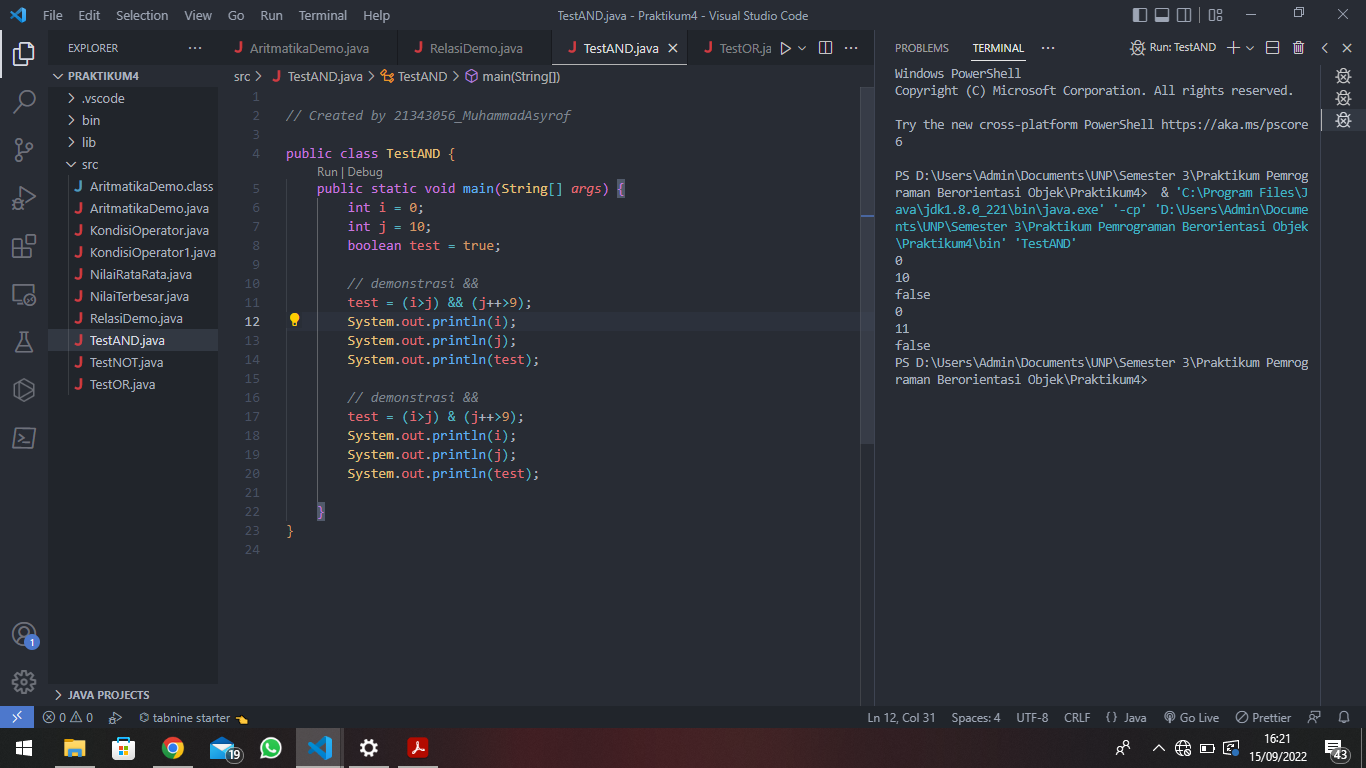 File Edit Selection View Go Run Terminal Help
TestAND.java - Praktikum4 - Visual Studio Code
EXPLORER
PRAKTIKUM4
.vscode
bin
lib
src
AritmatikaDemo.class
AritmatikaDemo.java
KondisiOperator.java
KondisiOperator1.java
NilaiRataRata.java
NilaiTerbesar.java
RelasiDemo.java
TestAND.java
TestNOT.java
TestOR.java
JAVA PROJECTS
AritmatikaDemo.java RelasiDemo.java TestAND.java TestOR.ja
src > TestAND.java > TestAND > main(String[])
1
2 // Created by 21343056_MuhammadAsyrof
3
4 public class TestAND {
Run | Debug
5 public static void main(String[] args) {
6 int i = 0;
7 int j = 10;
8 boolean test = true;
9
10 // demonstrasi &&
11 test = (i>j) && (j++>9);
12 System.out.println(i);
13 System.out.println(j);
14 System.out.println(test);
15
16 // demonstrasi &&
17 test = (i>j) & (j++>9);
18 System.out.println(i);
19 System.out.println(j);
20 System.out.println(test);
21
22 }
23 }
24
PROBLEMS TERMINAL Run: TestAND
Windows PowerShell
Copyright (C) Microsoft Corporation. All rights reserved.
Try the new cross-platform PowerShell https://aka.ms/pscore
6
PS D:\Users\Admin\Documents\UNP\Semester 3\Praktikum Pemrog
raman Berorientasi Objek\Praktikum4> & 'C:\Program Files\J
ava\jdk1.8.0_221\bin\java.exe' '-cp' 'D:\Users\Admin\Docume
nts\UNP\Semester 3\Praktikum Pemrograman Berorientasi Objek
\Praktikum4\bin' 'TestAND'
0
10
false
0
11
false
PS D:\Users\Admin\Documents\UNP\Semester 3\Praktikum Pemrog
raman Berorientasi Objek\Praktikum4>
1
0 0 tabnine starter
Ln 12, Col 31 Spaces: 4 UTF-8 CRLF {} Java Go Live Prettier
19
16:21
15/09/2022
43